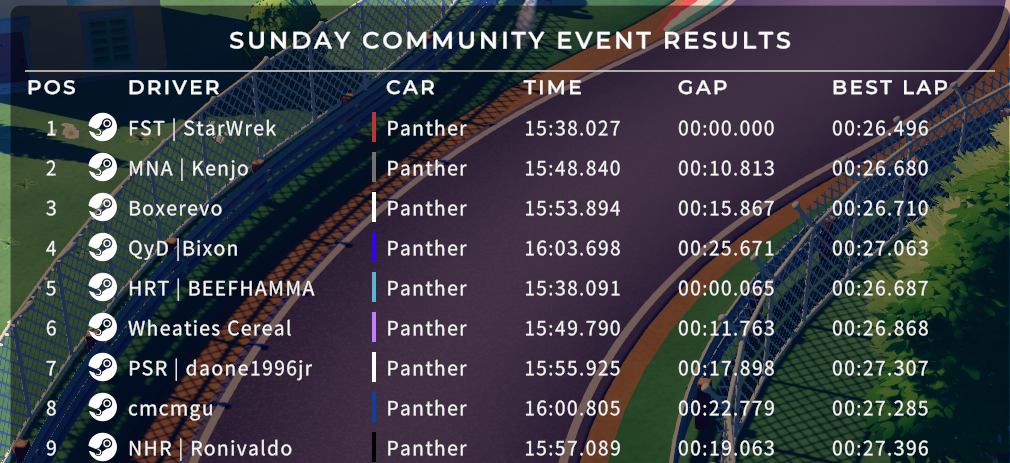 SUNDAY COMMUNITY EVENT RESULTS
POS DRIVER CAR TIME GAP BEST LAP
1 FST | StarWrek Panther 15:38.027 00:00.000 00:26.496
2 MNA | Kenjo Panther 15:48.840 00:10.813 00:26.680
3 Boxerevo Panther 15:53.894 00:15.867 00:26.710
4 QyD |Bixon Panther 16:03.698 00:25.671 00:27.063
5 HRT | BEEFHAMMA Panther 15:38.091 00:00.065 00:26.687
6 Wheaties Cereal Panther 15:49.790 00:11.763 00:26.868
7 PSR | daone1996jr Panther 15:55.925 00:17.898 00:27.307
8 cmcmgu Panther 16:00.805 00:22.779 00:27.285
9 NHR | Ronivaldo Panther 15:57.089 00:19.063 00:27.396